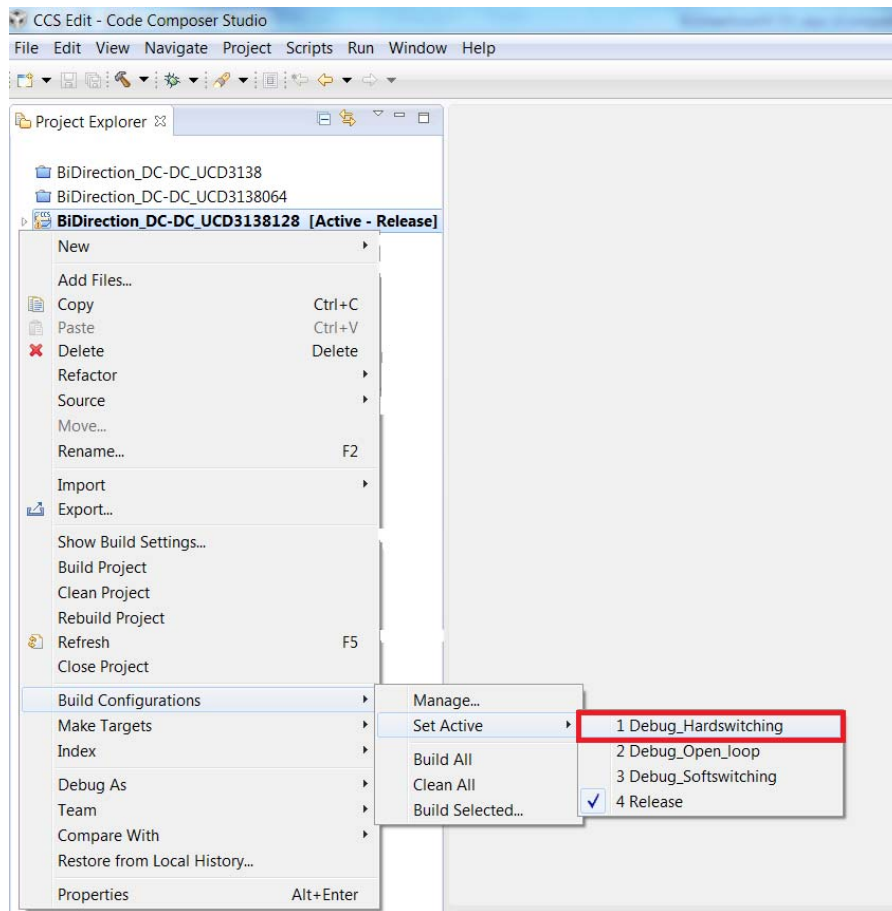 CCS Edit - Code Composer Studio
File Edit View Navigate Project Scripts Run Window Help
Project Explorer
BiDirection_DC-DC_UCD3138
BiDirection_DC-DC_UCD3138064
BiDirection_DC-DC_UCD3138128 [Active - Release]
New
Add Files...
Copy Ctrl+C
Paste Ctrl+V
Delete Delete
Refactor
Source
Move...
Rename... F2
Import
Export...
Show Build Settings...
Build Project
Clean Project
Rebuild Project
Refresh F5
Close Project
Build Configurations
Make Targets
Index
Debug As
Team
Compare With
Restore from Local History...
Properties Alt+Enter
Manage...
Set Active
Build All
Clean All
Build Selected...
1 Debug_Hardswitching
2 Debug_Open_loop
3 Debug_Softswitching
4 Release